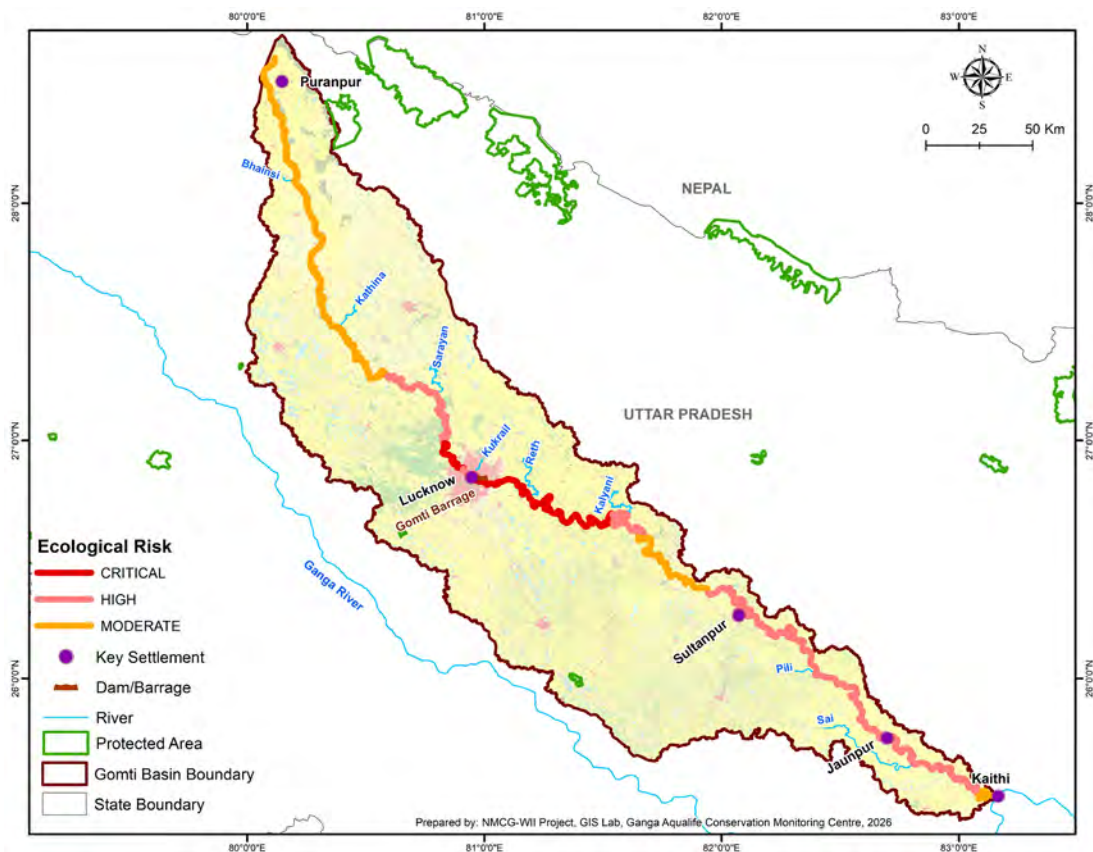 80°0'0"E 81°0'0"E 82°0'0"E 83°0'0"E
N
W E
S
0 25 50 Km
Puranpur
Bhainsi
28°0'0"N
28°0'0"N
NEPAL
Kathina
Sarayan
UTTAR PRADESH
27°0'0"N
27°0'0"N
Kukrail
Reth
Lucknow
Gomti Barrage
Kalyani
Ganga River
Sultanpur
26°0'0"N
26°0'0"N
Pili
Sai
Jaunpur
Kaithi
Ecological Risk
CRITICAL
HIGH
MODERATE
Key Settlement
Dam/Barrage
River
Protected Area
Gomti Basin Boundary
State Boundary
Prepared by: NMCG-WII Project, GIS Lab, Ganga Aqualife Conservation Monitoring Centre, 2026
80°0'0"E 81°0'0"E 82°0'0"E 83°0'0"E